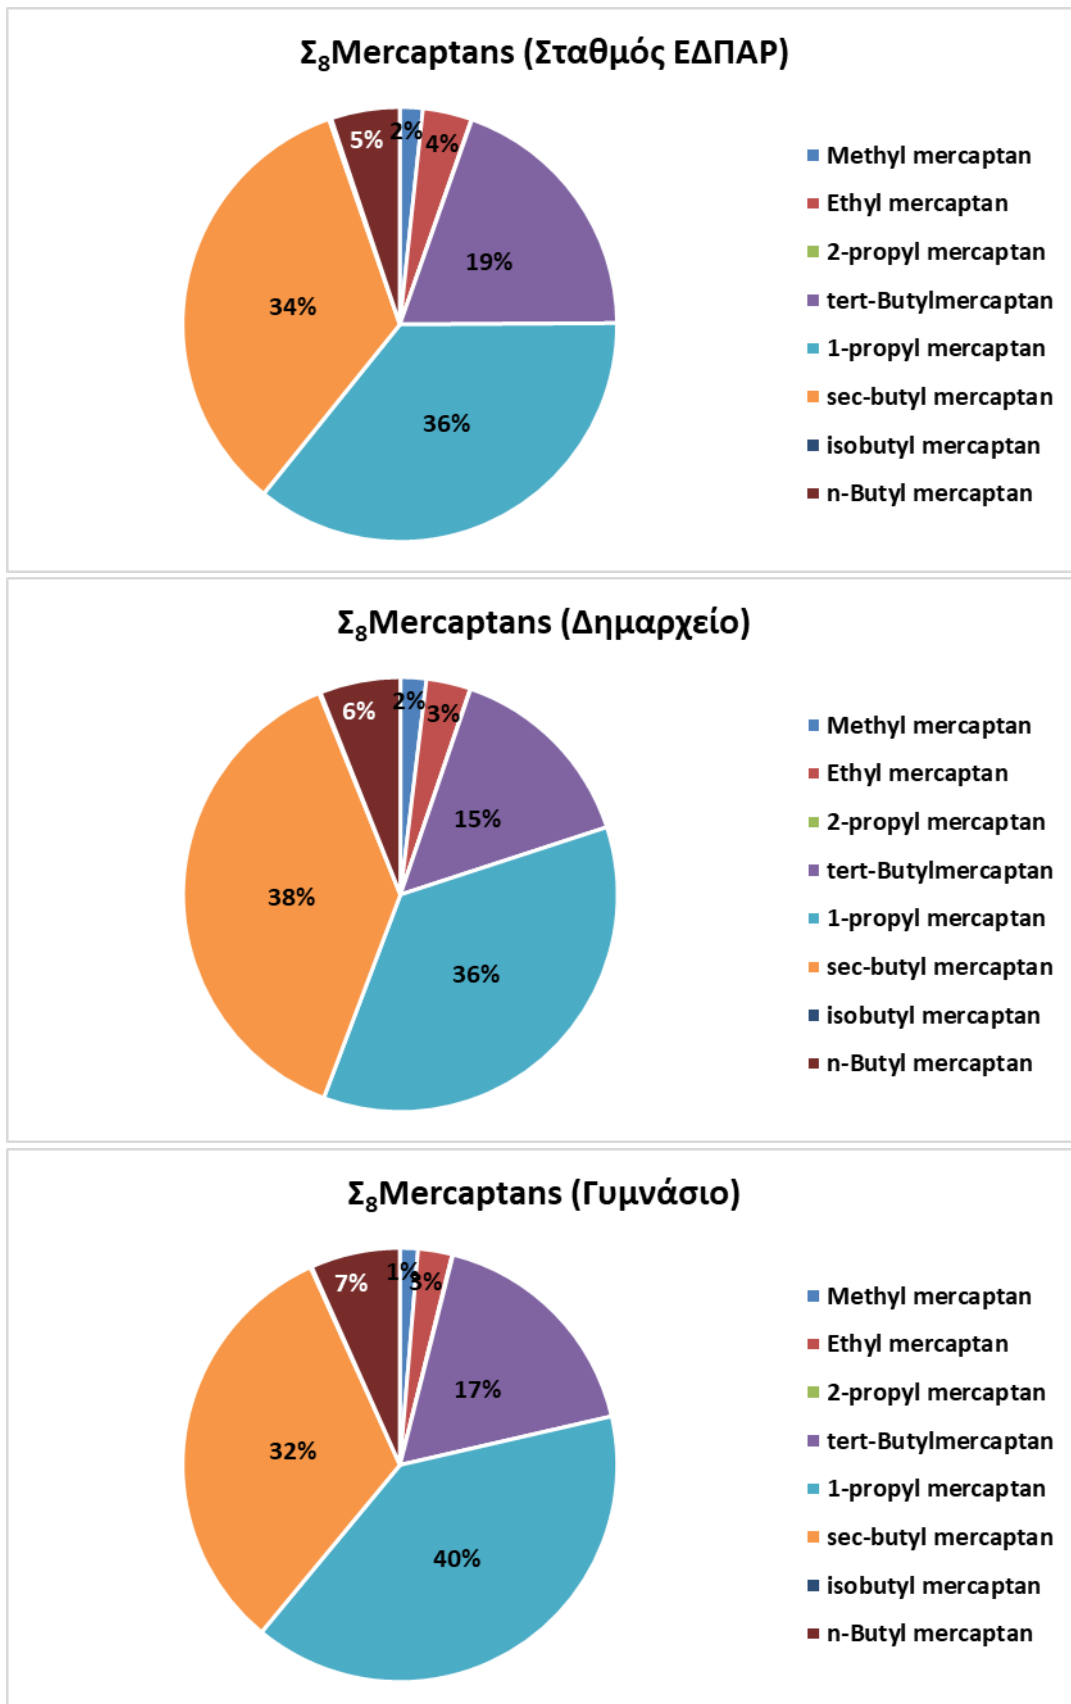 Σ₈Mercaptans (Σταθμός ΕΔΠΑΡ)
2%
4%
5%
19%
34%
36%
Methyl mercaptan
Ethyl mercaptan
2-propyl mercaptan
tert-Butylmercaptan
1-propyl mercaptan
sec-butyl mercaptan
isobutyl mercaptan
n-Butyl mercaptan
Σ₈Mercaptans (Δημαρχείο)
2%
3%
6%
15%
38%
36%
Methyl mercaptan
Ethyl mercaptan
2-propyl mercaptan
tert-Butylmercaptan
1-propyl mercaptan
sec-butyl mercaptan
isobutyl mercaptan
n-Butyl mercaptan
Σ₈Mercaptans (Γυμνάσιο)
1%
3%
7%
17%
32%
40%
Methyl mercaptan
Ethyl mercaptan
2-propyl mercaptan
tert-Butylmercaptan
1-propyl mercaptan
sec-butyl mercaptan
isobutyl mercaptan
n-Butyl mercaptan